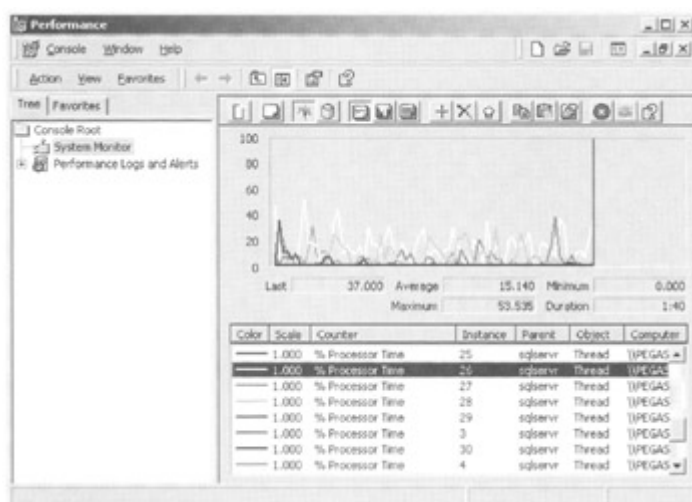 Performance
Console Window Help
Action View Favorites
Tree Favorites
Console Root
System Monitor
Performance Logs and Alerts
100
80
60
40
20
0
Last 37.000 Average 15.140 Minimum 0.000
Maximum 53.535 Duration 1:40
Color Scale Counter Instance Parent Object Computer
1.000 % Processor Time 25 sqlservr Thread \\PEGAS
1.000 % Processor Time 26 sqlservr Thread \\PEGAS
1.000 % Processor Time 27 sqlservr Thread \\PEGAS
1.000 % Processor Time 28 sqlservr Thread \\PEGAS
1.000 % Processor Time 29 sqlservr Thread \\PEGAS
1.000 % Processor Time 3 sqlservr Thread \\PEGAS
1.000 % Processor Time 30 sqlservr Thread \\PEGAS
1.000 % Processor Time 4 sqlservr Thread \\PEGAS